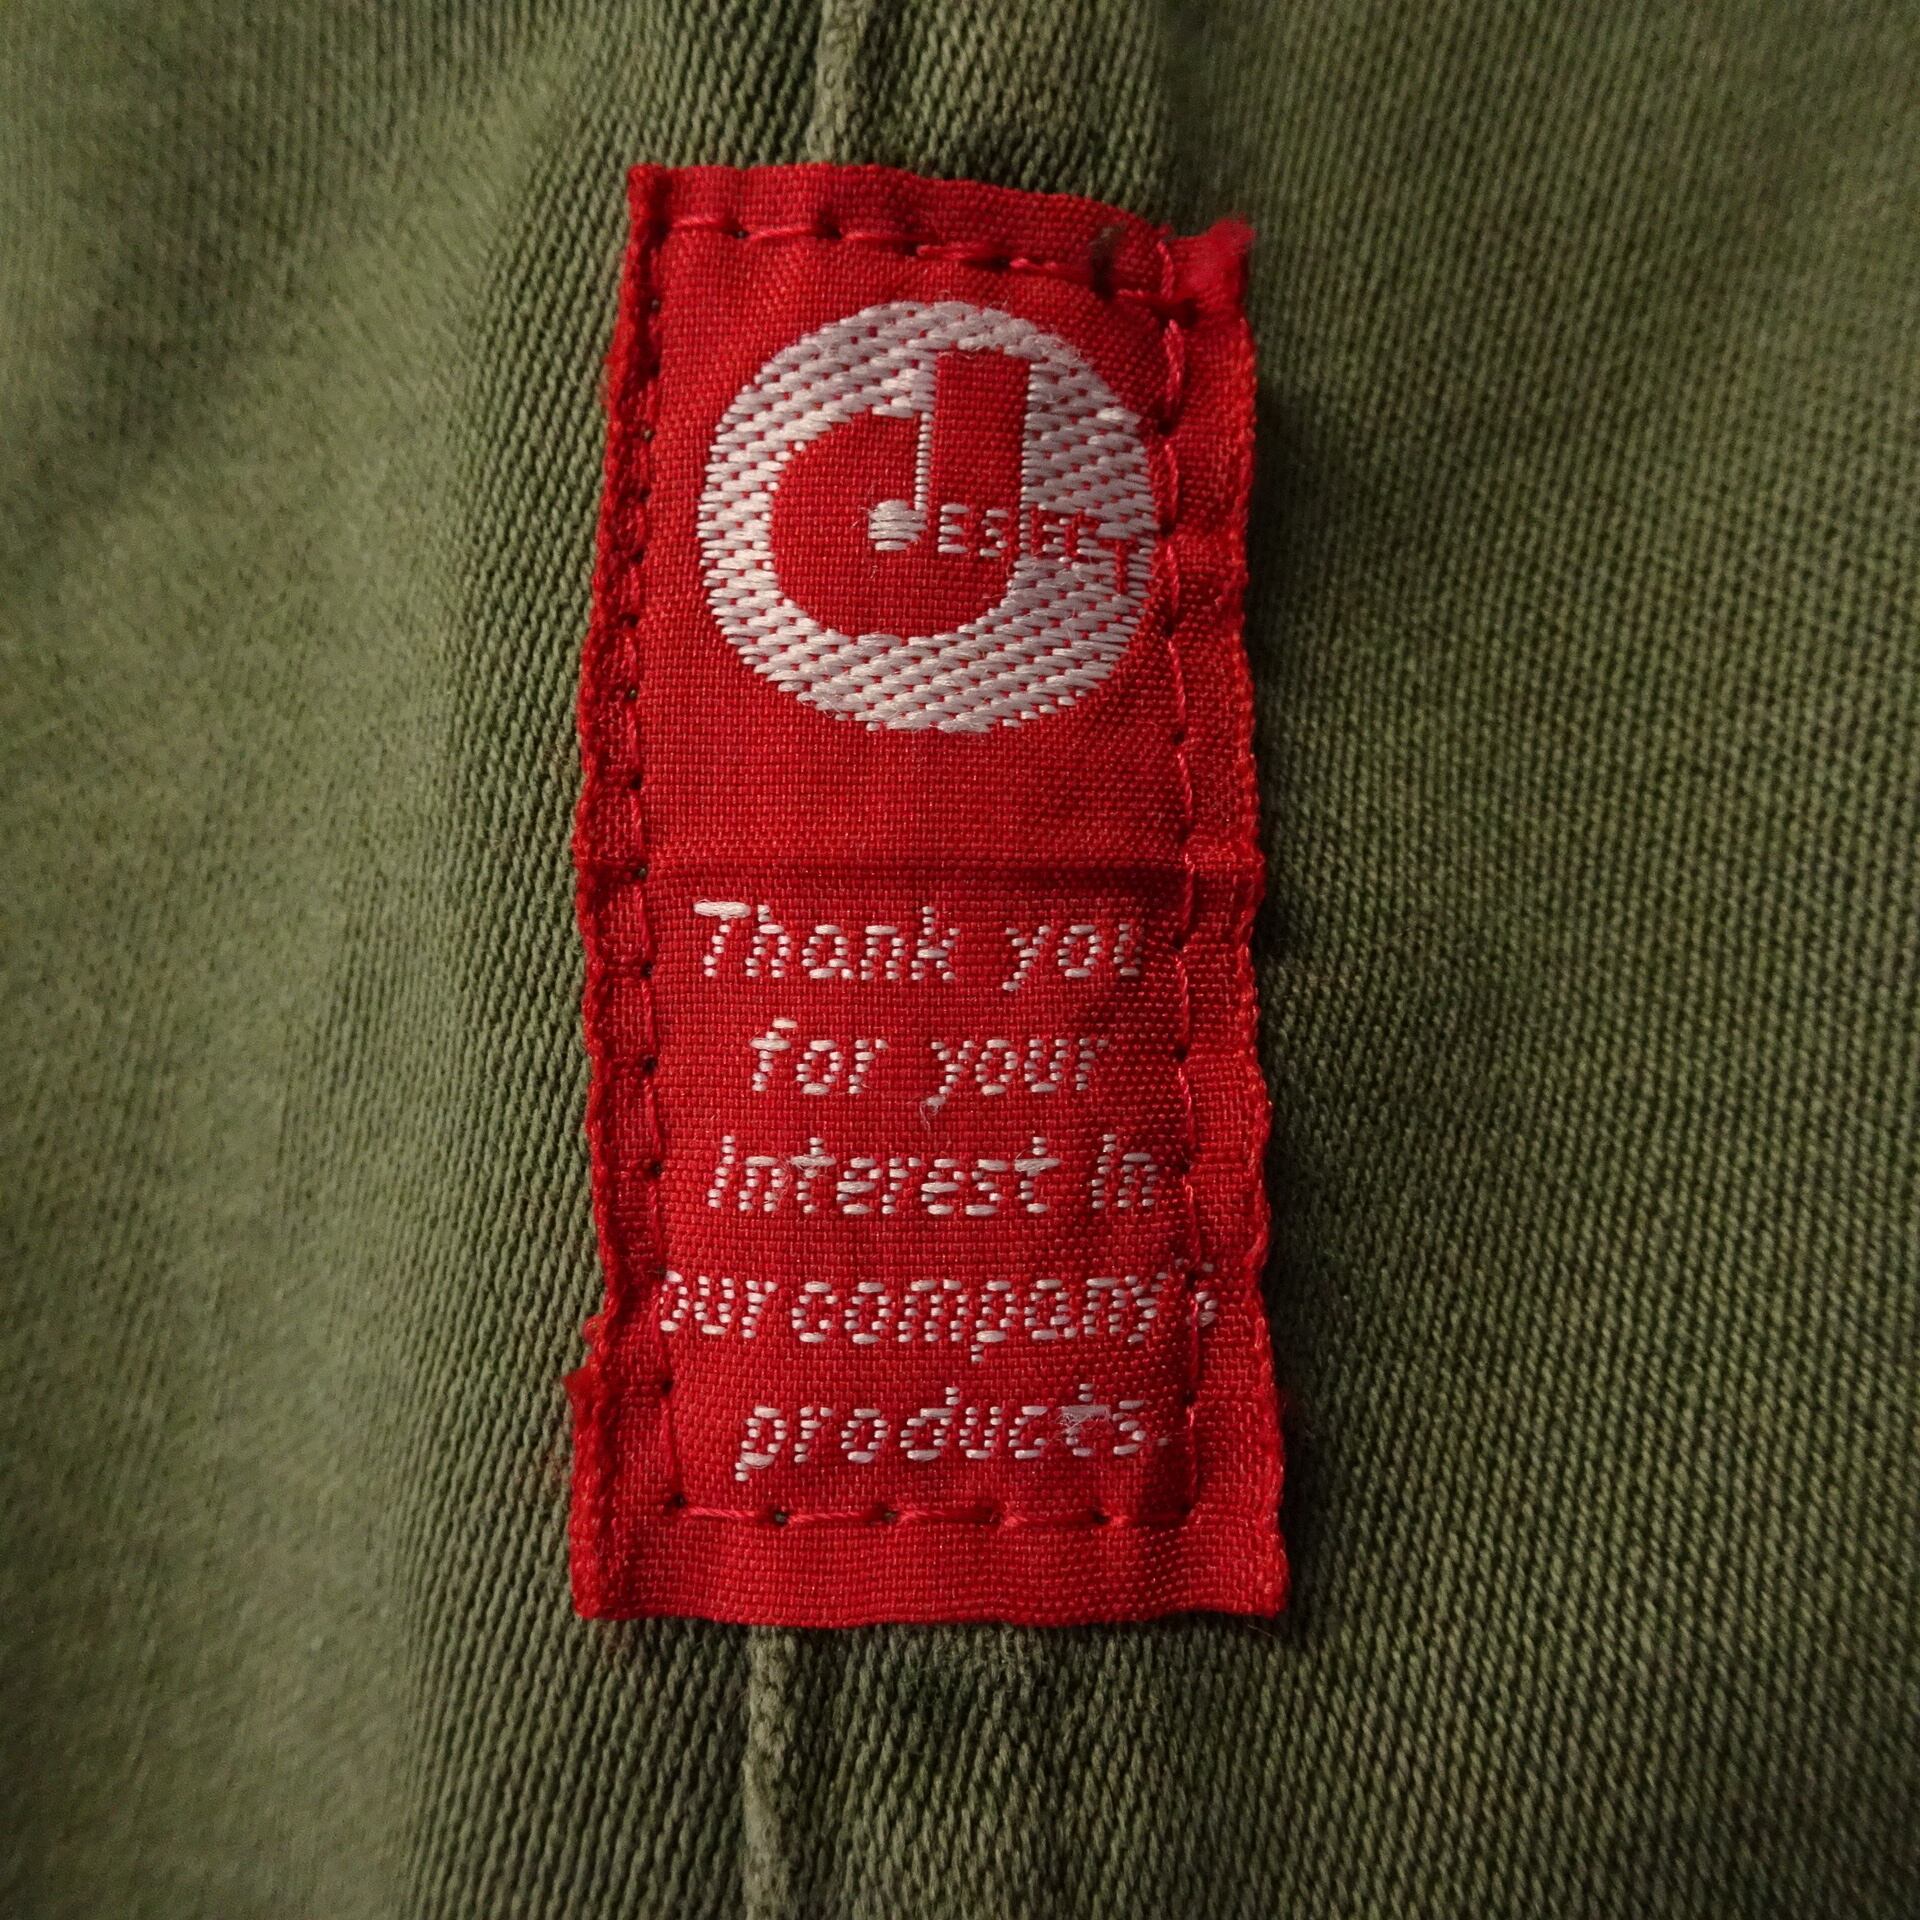 Thank you
for your
Interest In
our company's
products.